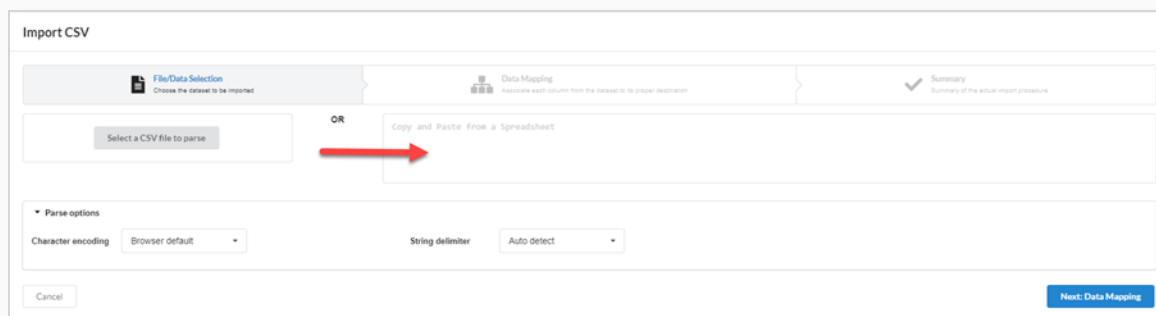 Import CSV
File/Data Selection
Choose the dataset to be imported
Data Mapping
Associate each column from the dataset to its proper destination
Summary
Summary of the actual import procedure
Select a CSV file to parse
OR
Copy and Paste from a Spreadsheet
Parse options
Character encoding
Browser default
String delimiter
Auto detect
Cancel
Next: Data Mapping